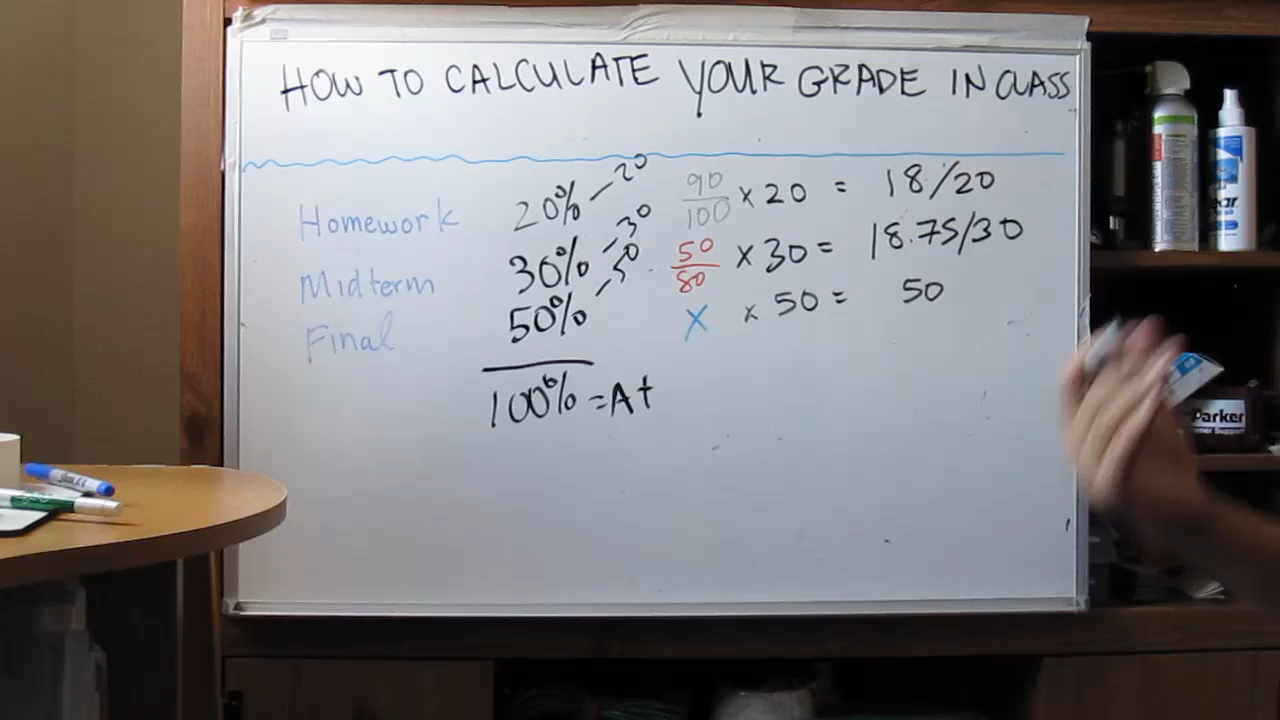 HOW TO CALCULATE YOUR GRADE IN CLASS
Homework 20% – 20 90/100 × 20 = 18/20
Midterm 30% – 30 50/80 × 30 = 18.75/30
Final 50% – 50 X × 50 = 50
100% = A+
Parker